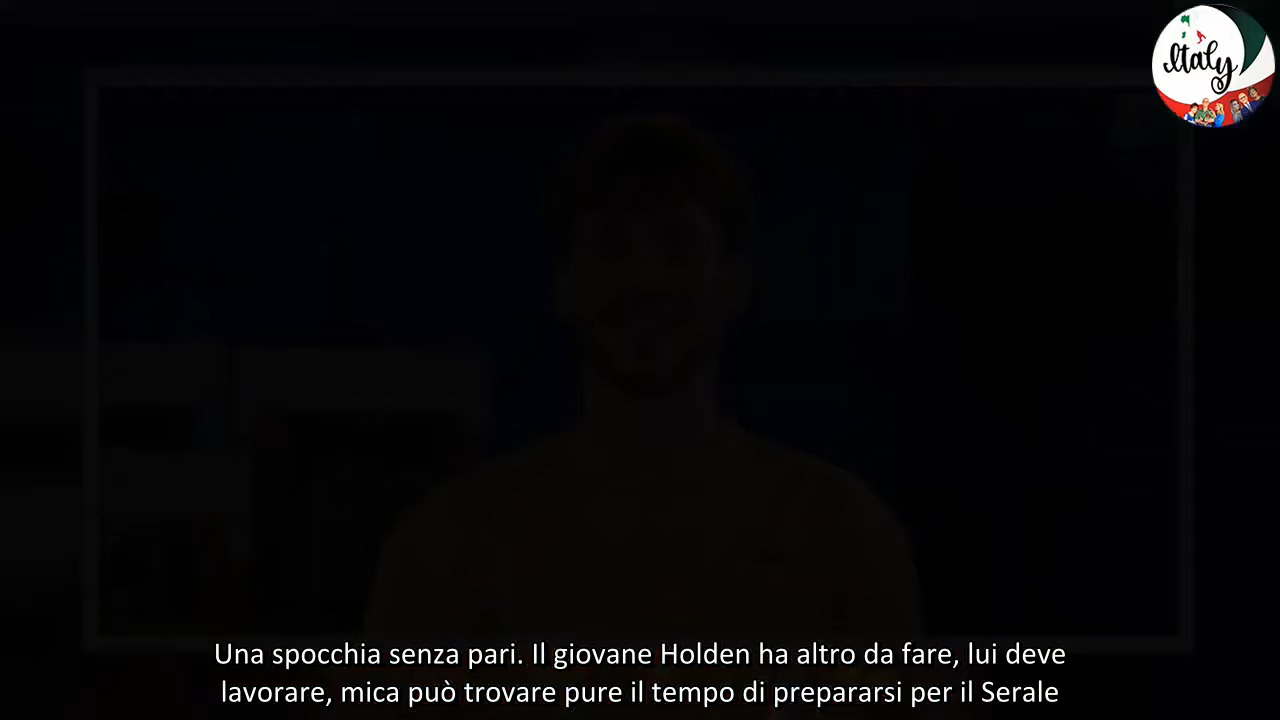 Italy
Una spocchia senza pari. Il giovane Holden ha altro da fare, lui deve
lavorare, mica può trovare pure il tempo di prepararsi per il Serale